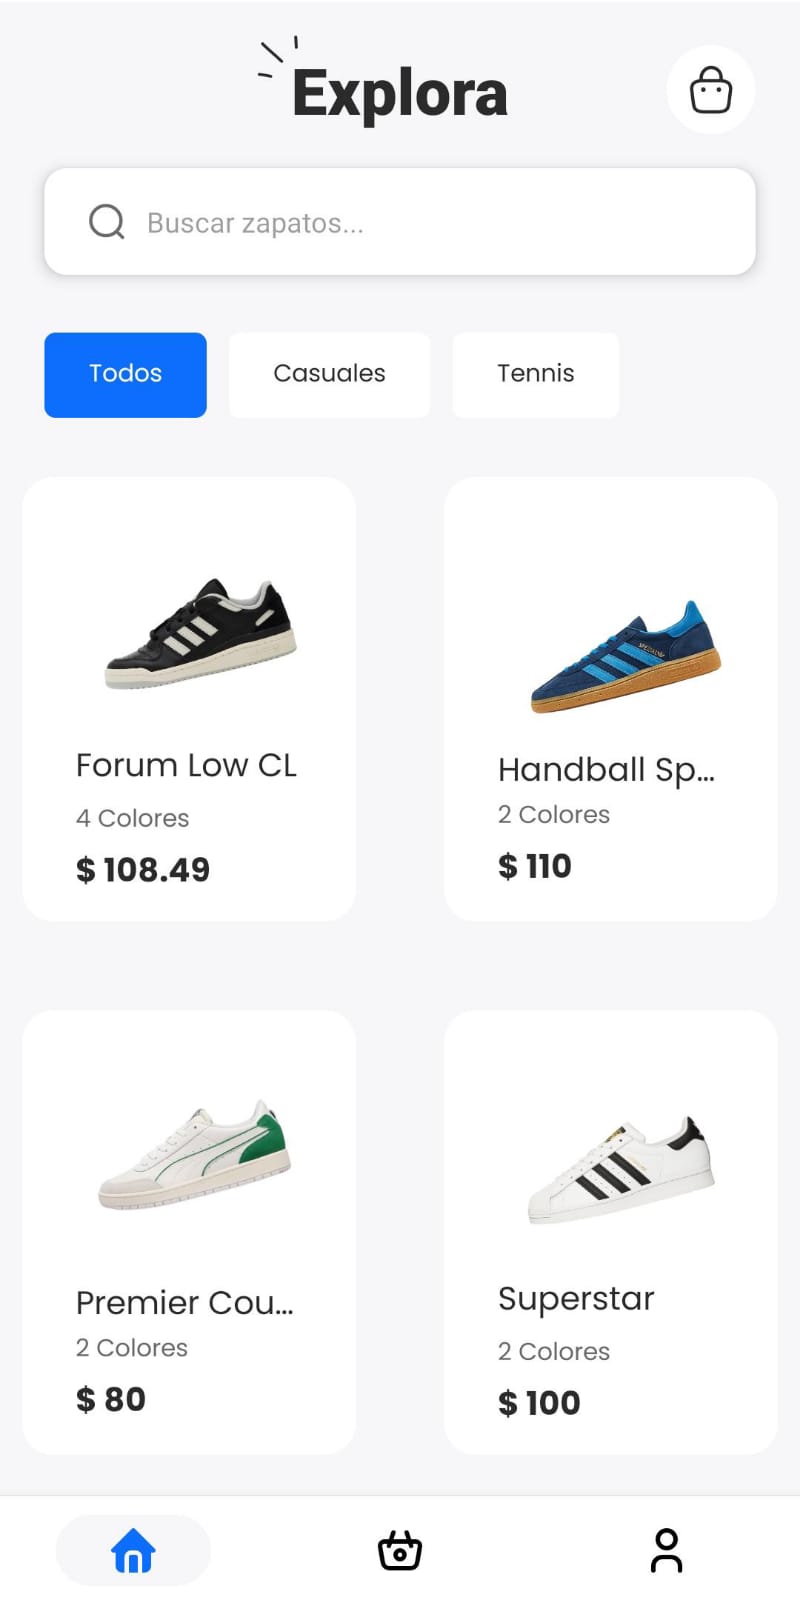 Explora
Buscar zapatos...
Todos
Casuales
Tennis
Forum Low CL
4 Colores
$ 108.49
Handball Sp...
2 Colores
$ 110
Premier Cou...
2 Colores
$ 80
Superstar
2 Colores
$ 100